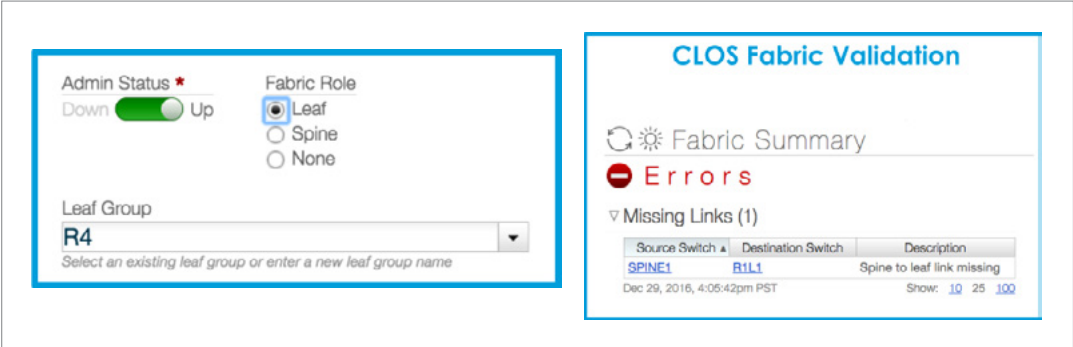 Admin Status *
Down Up
Fabric Role
Leaf
Spine
None
Leaf Group
R4
Select an existing leaf group or enter a new leaf group name
CLOS Fabric Validation
Fabric Summary
Errors
Missing Links (1)
Source Switch Destination Switch Description
SPINE1 R1L1 Spine to leaf link missing
Dec 29, 2016, 4:05:42pm PST Show: 10 25 100